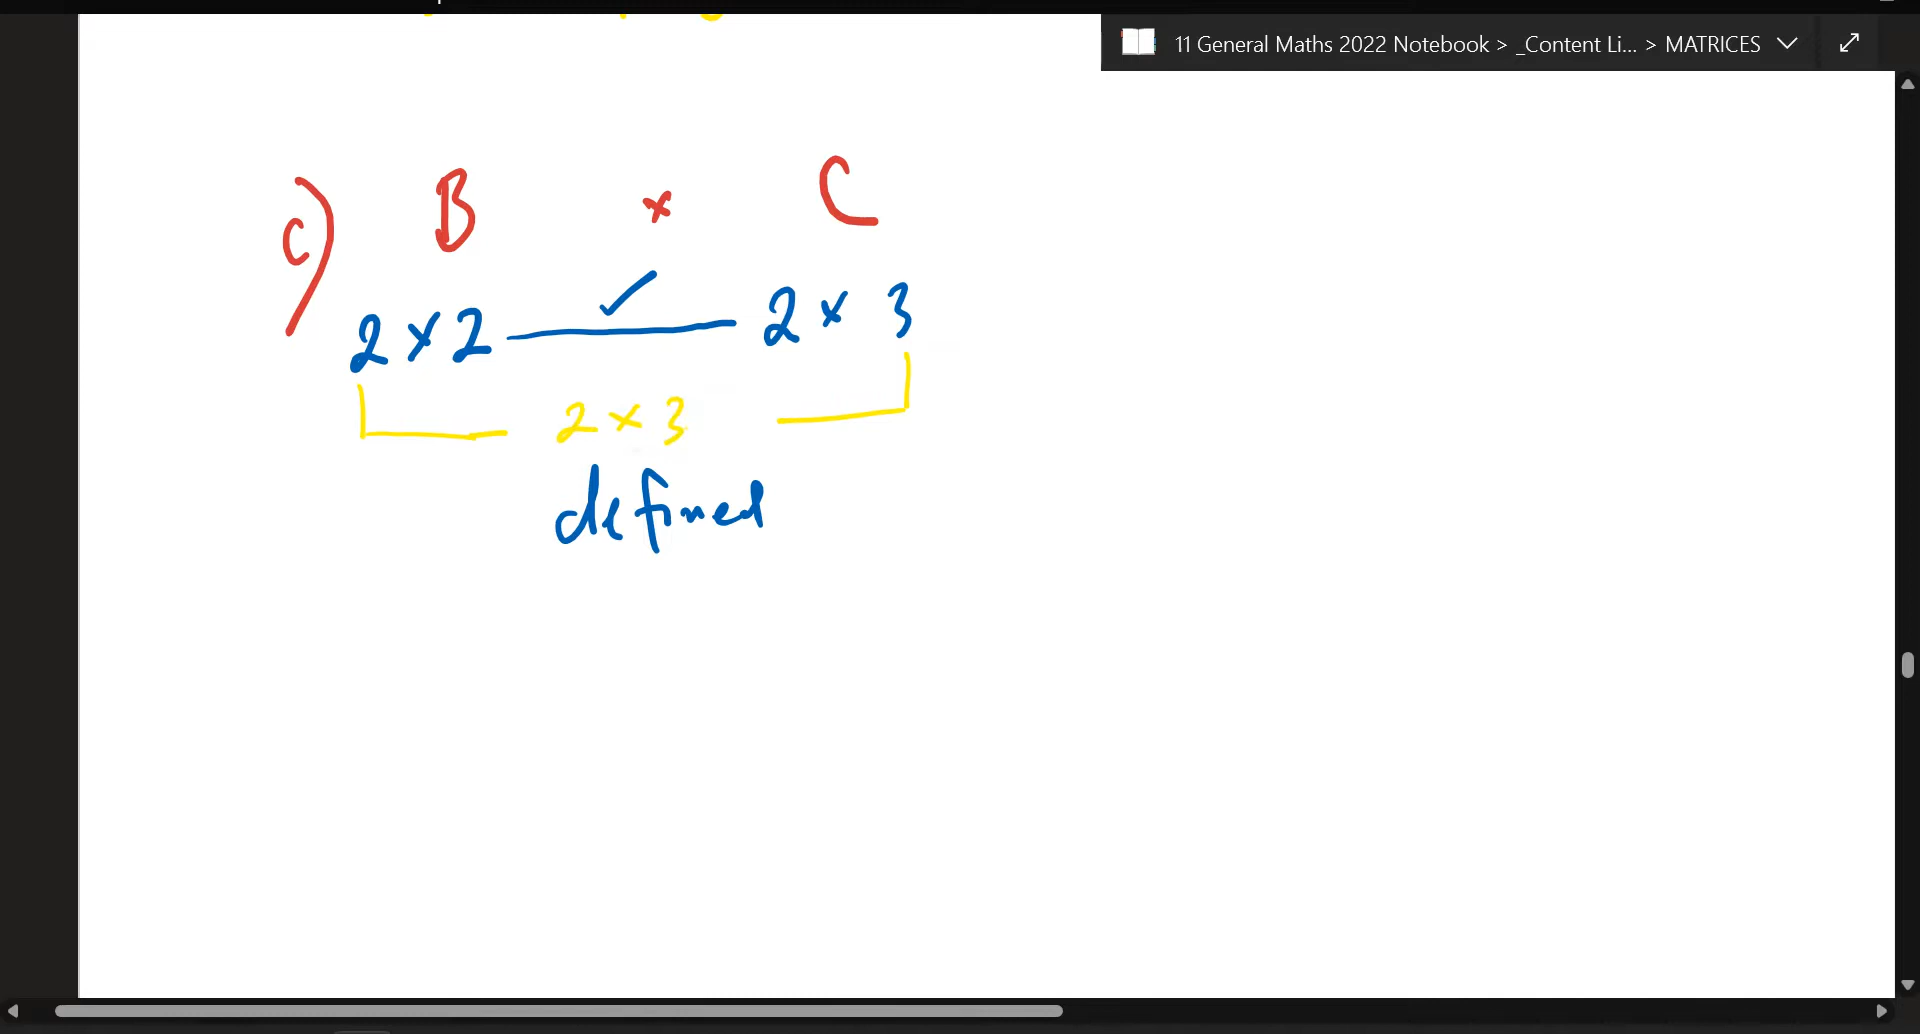 11 General Maths 2022 Notebook > _Content Li... > MATRICES
c) B × C
2 × 2 2 × 3
2 × 3
defined